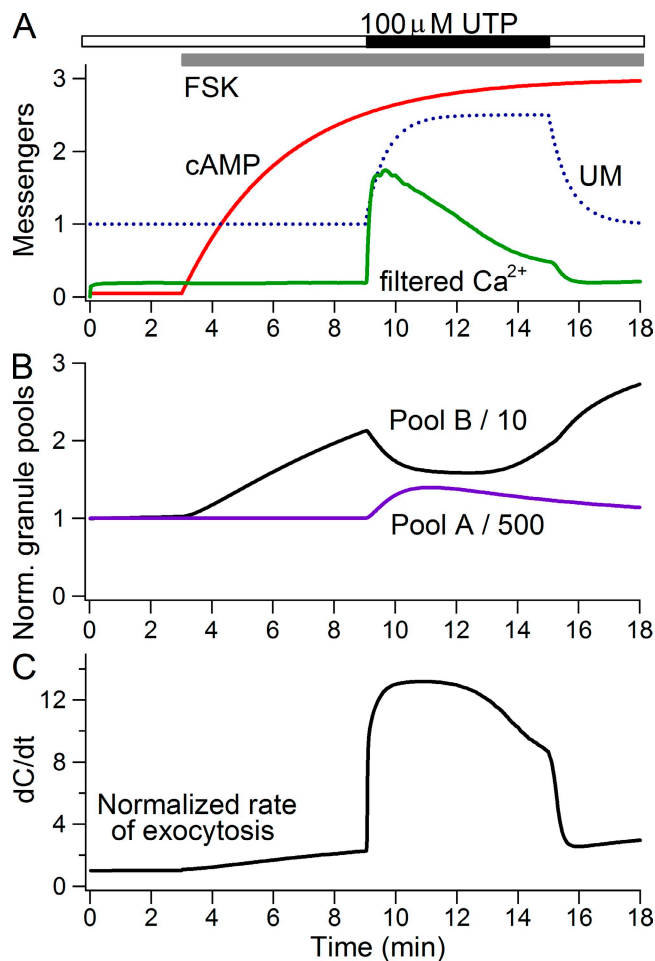 A
100 μM UTP
FSK
cAMP
UM
filtered Ca2+
Messengers
3
2
1
0
0 2 4 6 8 10 12 14 16 18
B
Norm. granule pools
3
2
1
0
Pool B / 10
Pool A / 500
0 2 4 6 8 10 12 14 16 18
C
dC/dt
12
8
4
0
Normalized rate
of exocytosis
0 2 4 6 8 10 12 14 16 18
Time (min)